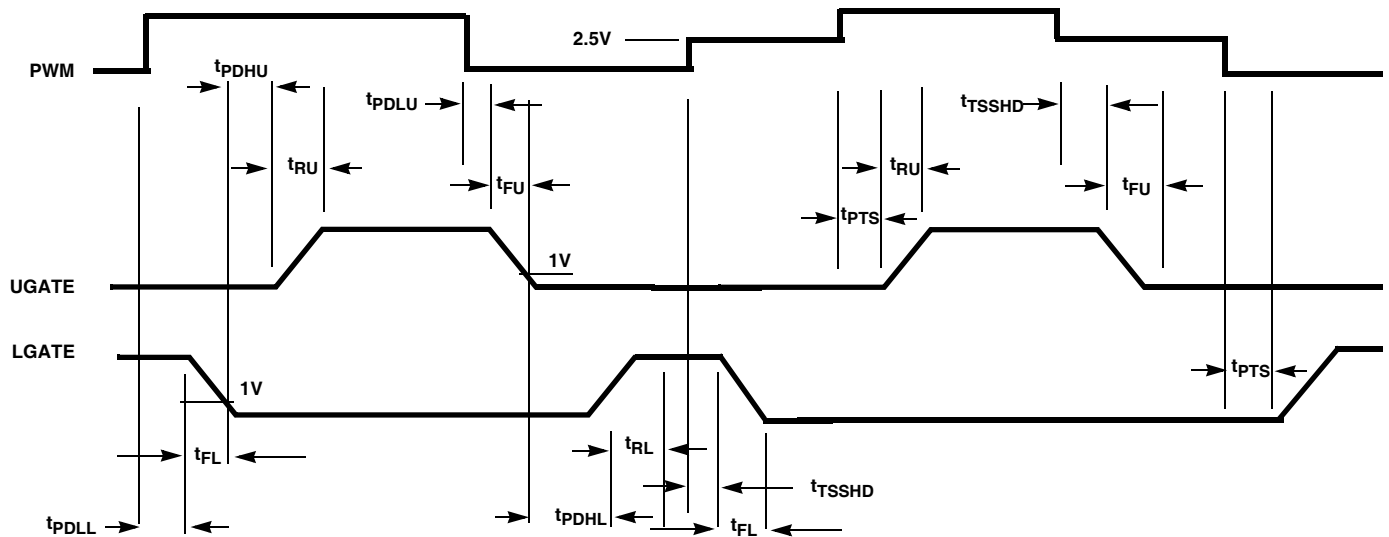 2.5V
PWM
tPDHU
tPDLU
tTSSHD
tRU
tFU
tRU
tFU
tPTS
1V
UGATE
LGATE
tPTS
1V
tRL
tFL
tTSSHD
tPDLL
tPDHL
tFL